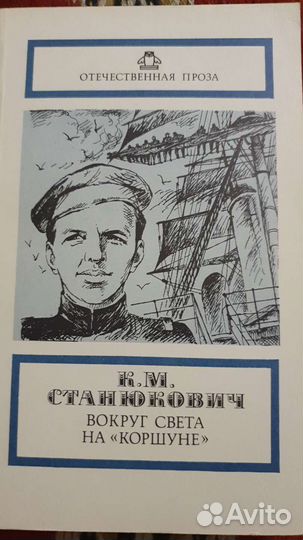 ОТЕЧЕСТВЕННАЯ ПРОЗА
К.М.
СТАНЮКОВИЧ
ВОКРУГ СВЕТА
НА «КОРШУНЕ»
Avito